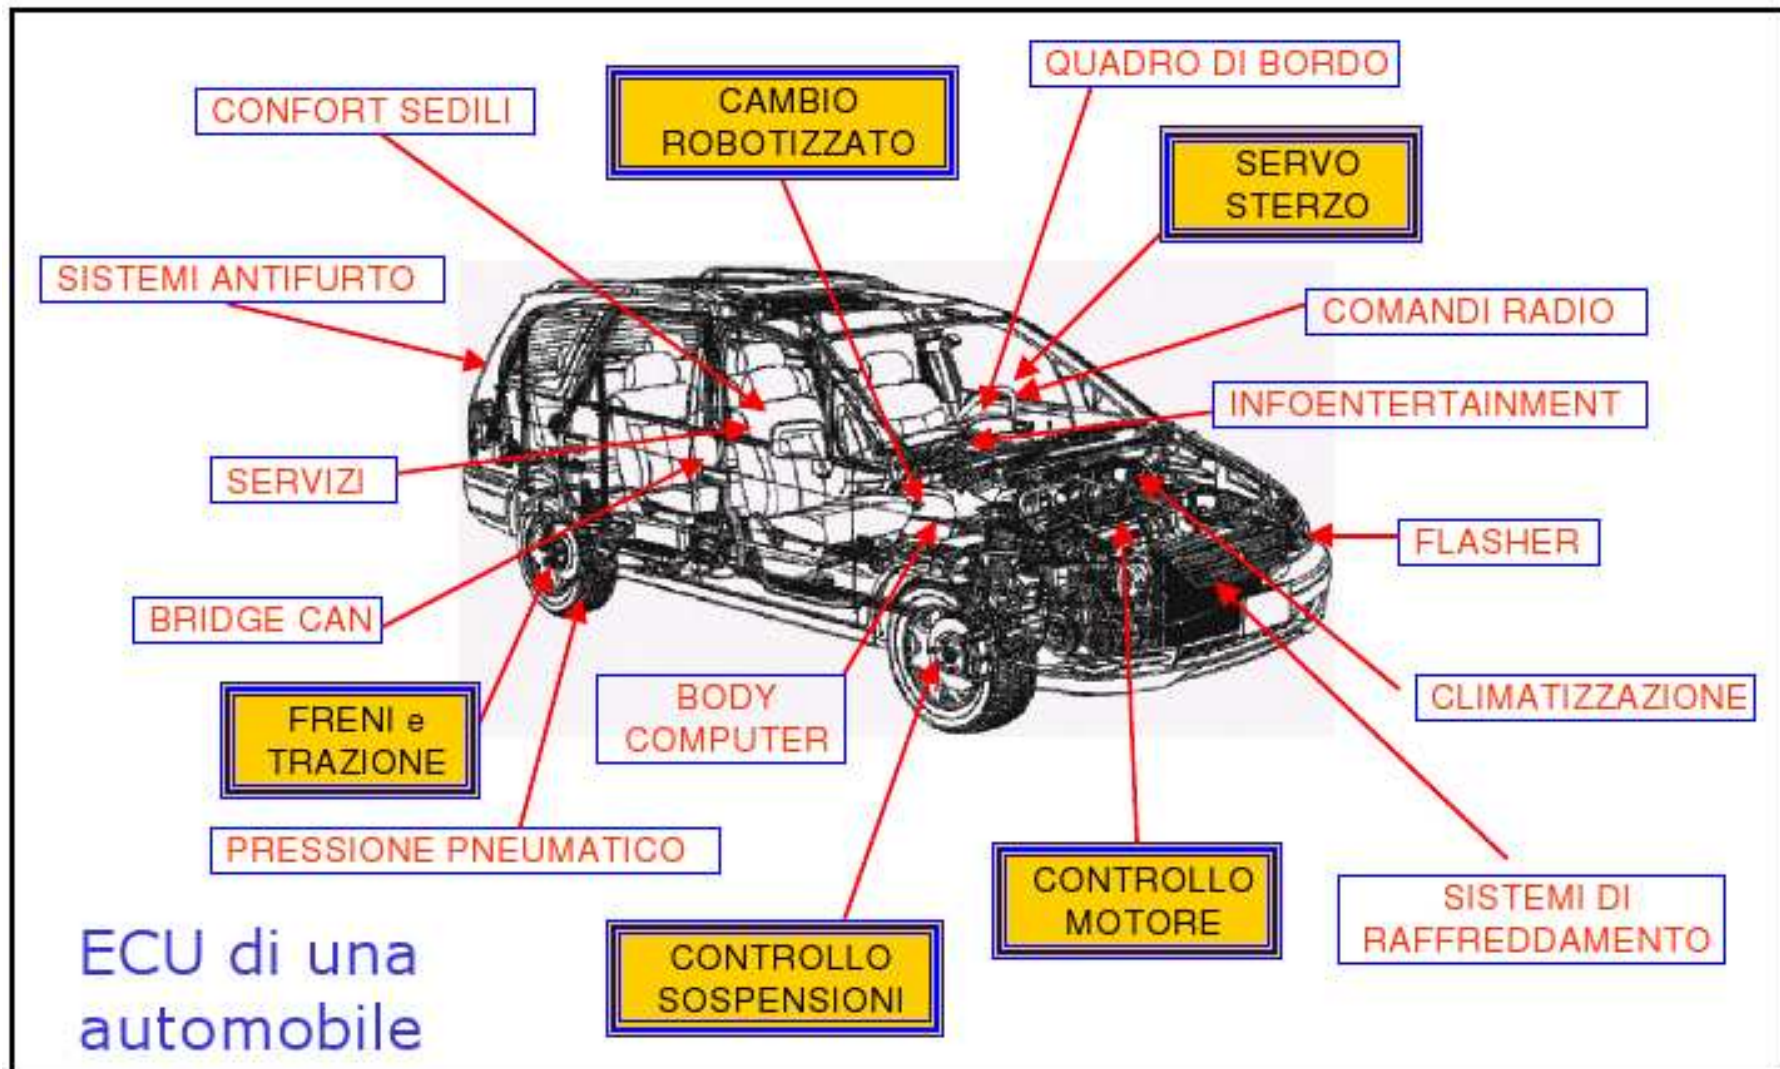 QUADRO DI BORDO
CONFORT SEDILI
CAMBIO
ROBOTIZZATO
SERVO
STERZO
SISTEMI ANTIFURTO
COMANDI RADIO
INFOENTERTAINMENT
SERVIZI
FLASHER
BRIDGE CAN
BODY
COMPUTER
CLIMATIZZAZIONE
FRENI e
TRAZIONE
PRESSIONE PNEUMATICO
CONTROLLO
MOTORE
SISTEMI DI
RAFFREDDAMENTO
CONTROLLO
SOSPENSIONI
ECU di una
automobile